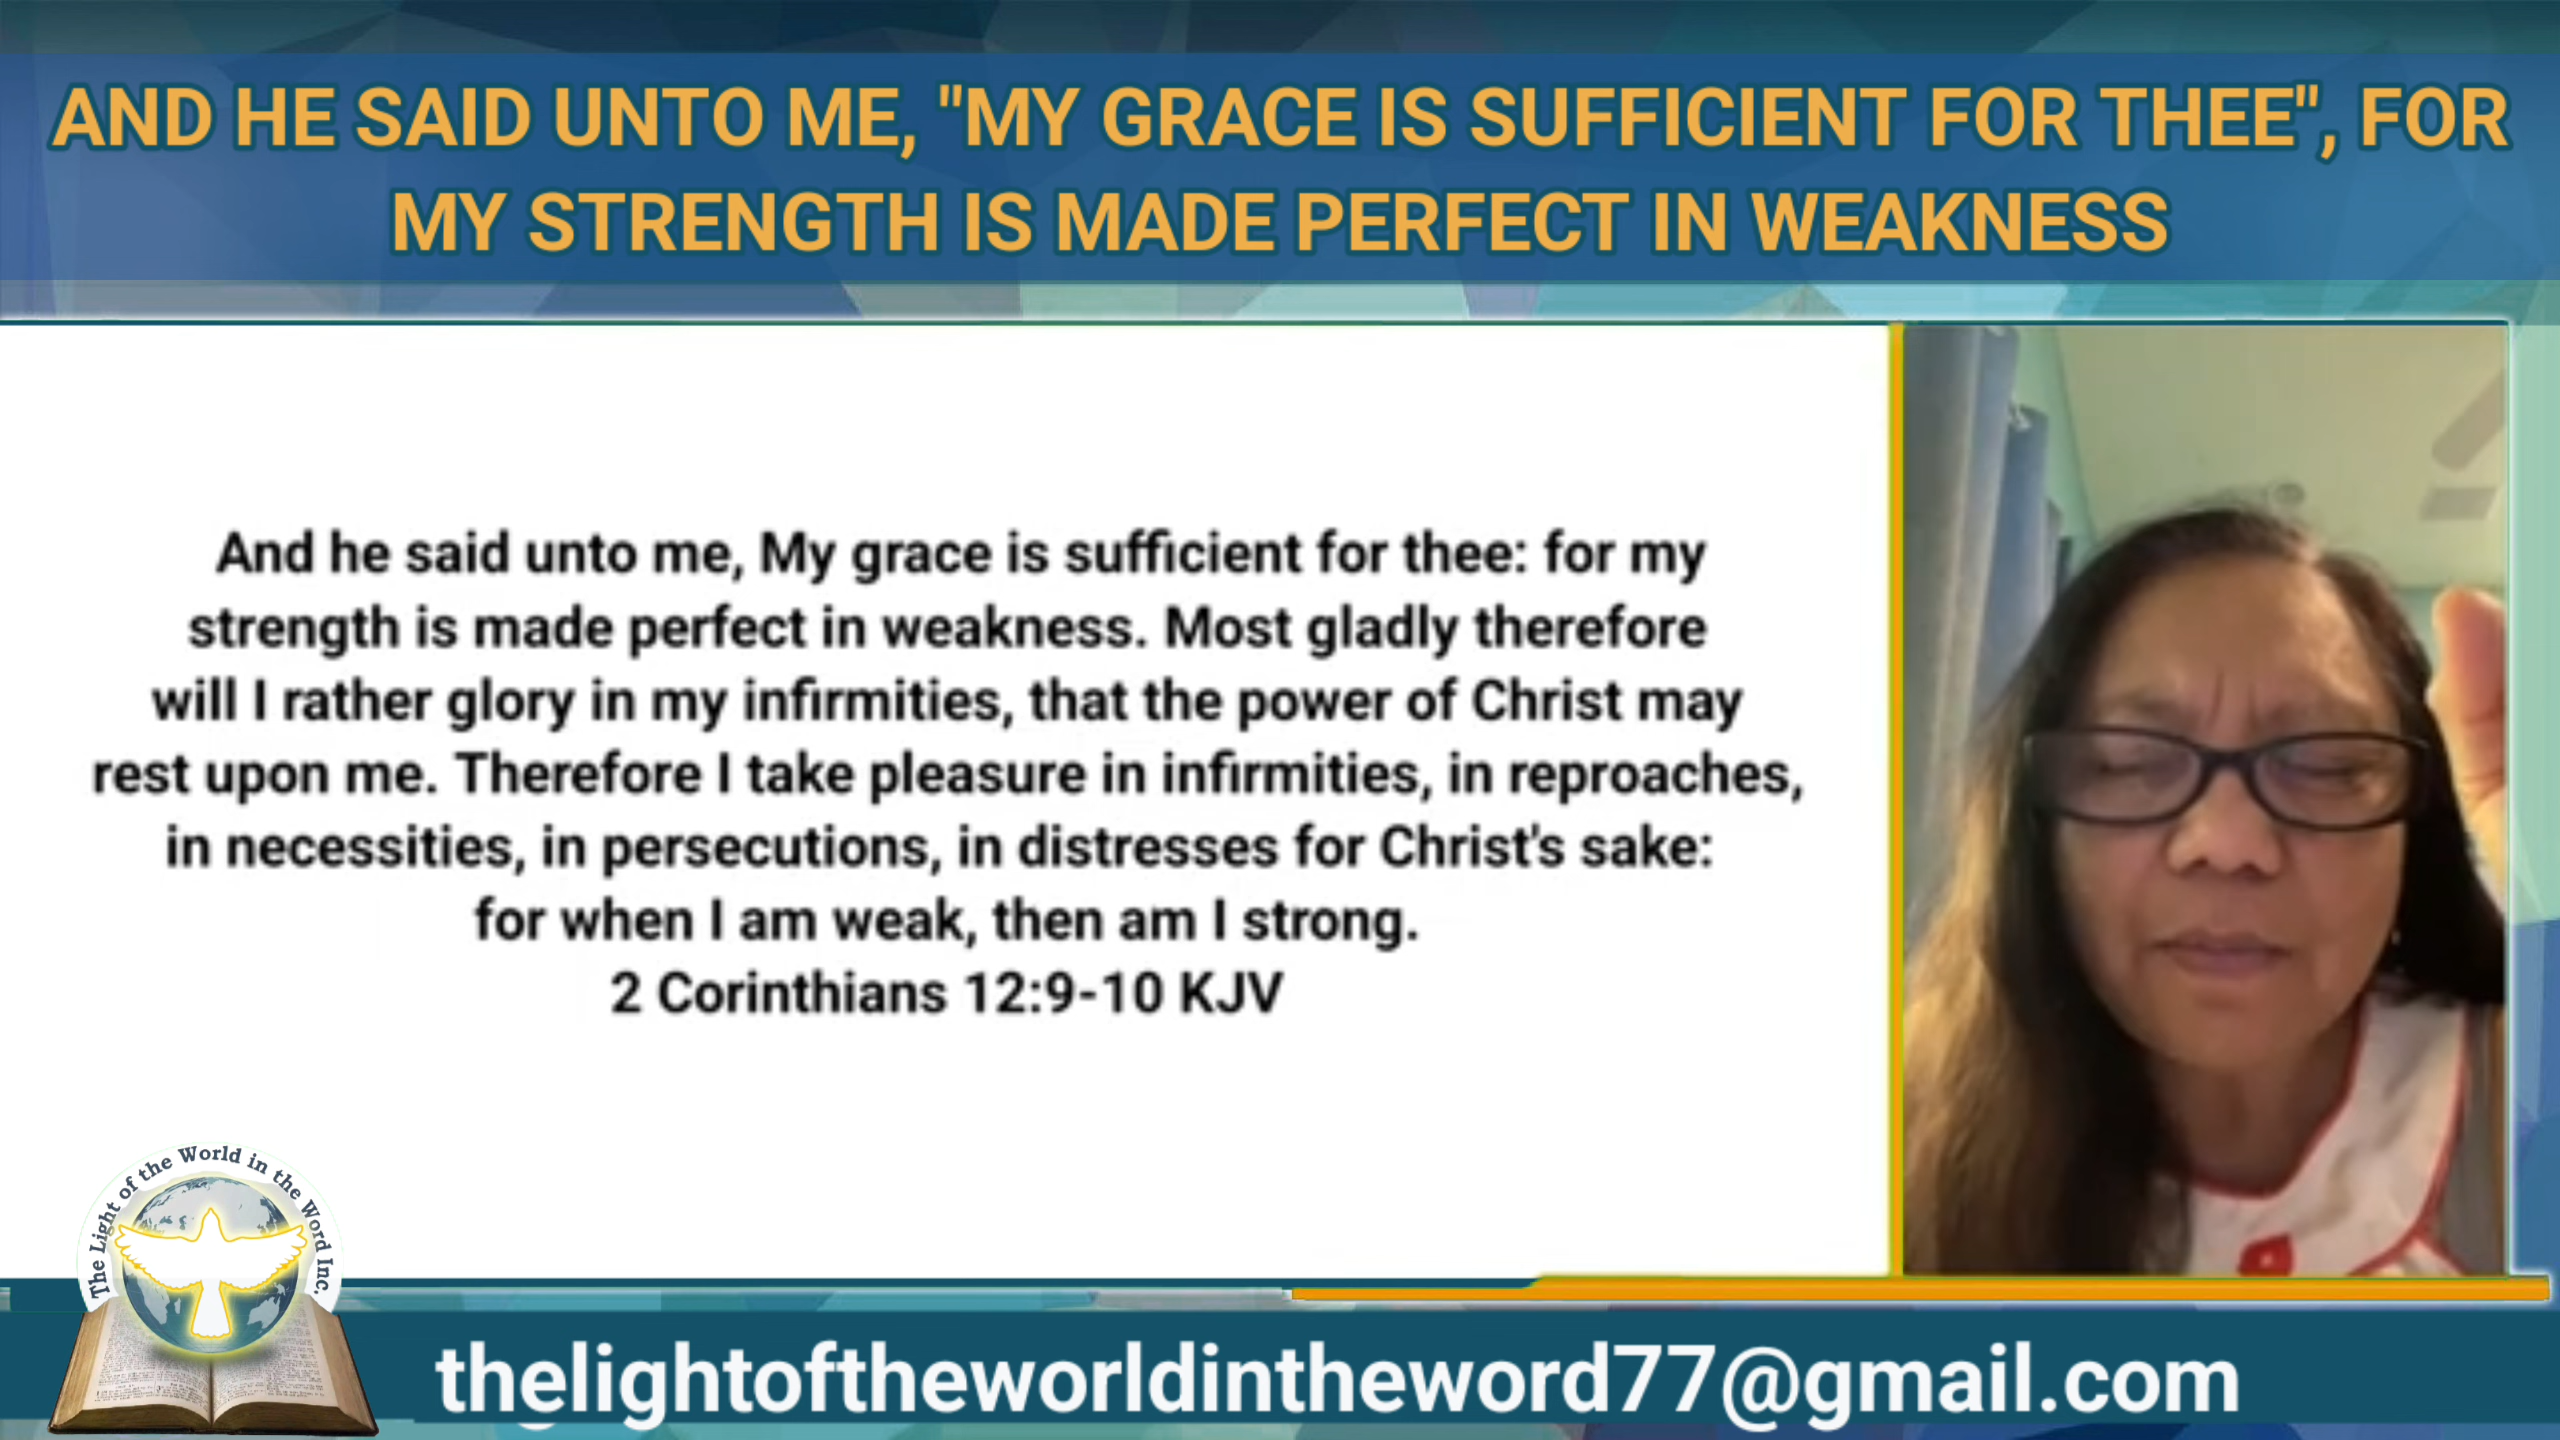 AND HE SAID UNTO ME, "MY GRACE IS SUFFICIENT FOR THEE", FOR
MY STRENGTH IS MADE PERFECT IN WEAKNESS
And he said unto me, My grace is sufficient for thee: for my
strength is made perfect in weakness. Most gladly therefore
will I rather glory in my infirmities, that the power of Christ may
rest upon me. Therefore I take pleasure in infirmities, in reproaches,
in necessities, in persecutions, in distresses for Christ's sake:
for when I am weak, then am I strong.
2 Corinthians 12:9-10 KJV
The Light of the World in the Word Inc.
thelightoftheworldintheword77@gmail.com